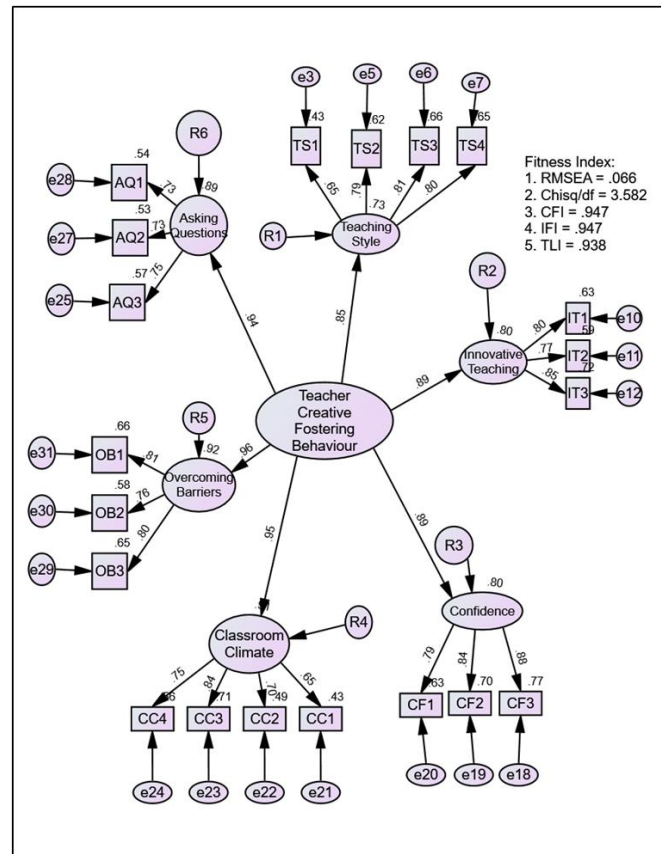 e3
e5
e6
e7
.43
.62
.66
.65
TS1
TS2
TS3
TS4
.65
.79
.81
.80
.73
R1
Teaching
Style
.85
Fitness Index:
1. RMSEA = .066
2. Chisq/df = 3.582
3. CFI = .947
4. IFI = .947
5. TLI = .938
R6
.89
Asking
Questions
.54
e28
AQ1
.73
.53
e27
AQ2
.73
.57
e25
AQ3
.75
.94
R2
.80
Innovative
Teaching
.89
.63
.80
IT1
e10
.59
.77
IT2
e11
.72
.85
IT3
e12
Teacher
Creative
Fostering
Behaviour
R5
.92
Overcoming
Barriers
.96
.66
e31
OB1
.81
.58
e30
OB2
.76
.65
e29
OB3
.80
.95
.89
R3
.80
Confidence
.79
.84
.88
.63
.70
.77
CF1
CF2
CF3
e20
e19
e18
R4
Classroom
Climate
.75
.84
.70
.65
.71
.49
.43
CC4
CC3
CC2
CC1
e24
e23
e22
e21